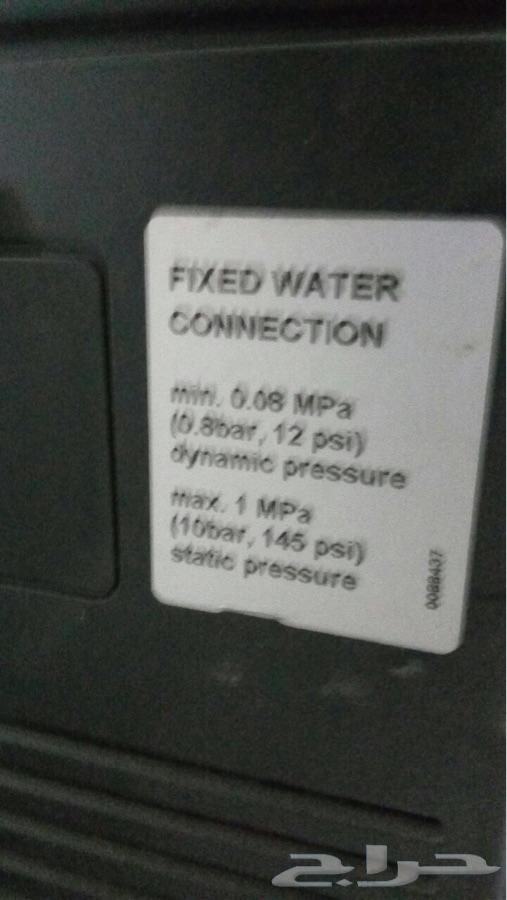 FIXED WATER
CONNECTION
min. 0.08 MPa
(0.8bar, 12 psi)
dynamic pressure
max. 1 MPa
(10bar, 145 psi)
static pressure
0088437
حراج